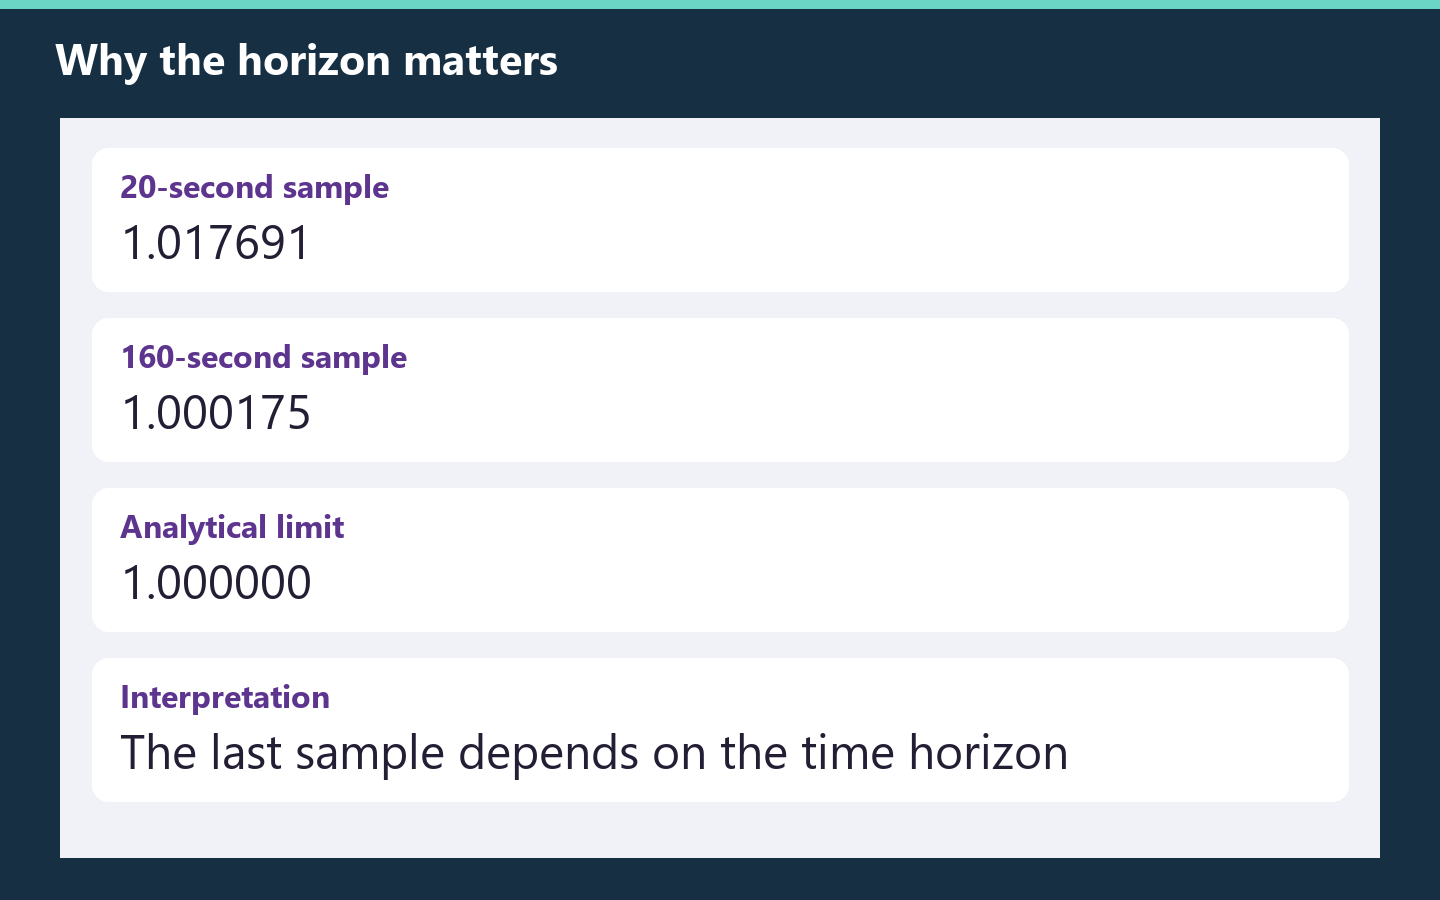 Why the horizon matters
20-second sample
1.017691
160-second sample
1.000175
Analytical limit
1.000000
Interpretation
The last sample depends on the time horizon